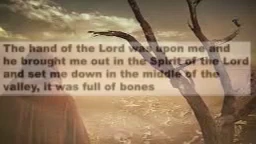 The hand of the Lord was upon me and
he brought me out in the Spirit of the Lord
and set me down in the middle of the
valley, it was full of bones